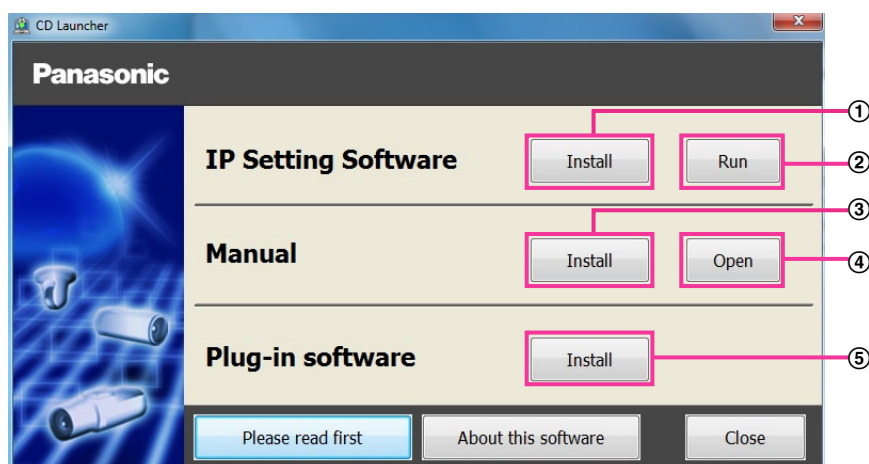 CD Launcher
x
Panasonic
①
IP Setting Software Install Run
②
③
Manual Install Open
④
Plug-in software Install
⑤
Please read first About this software Close